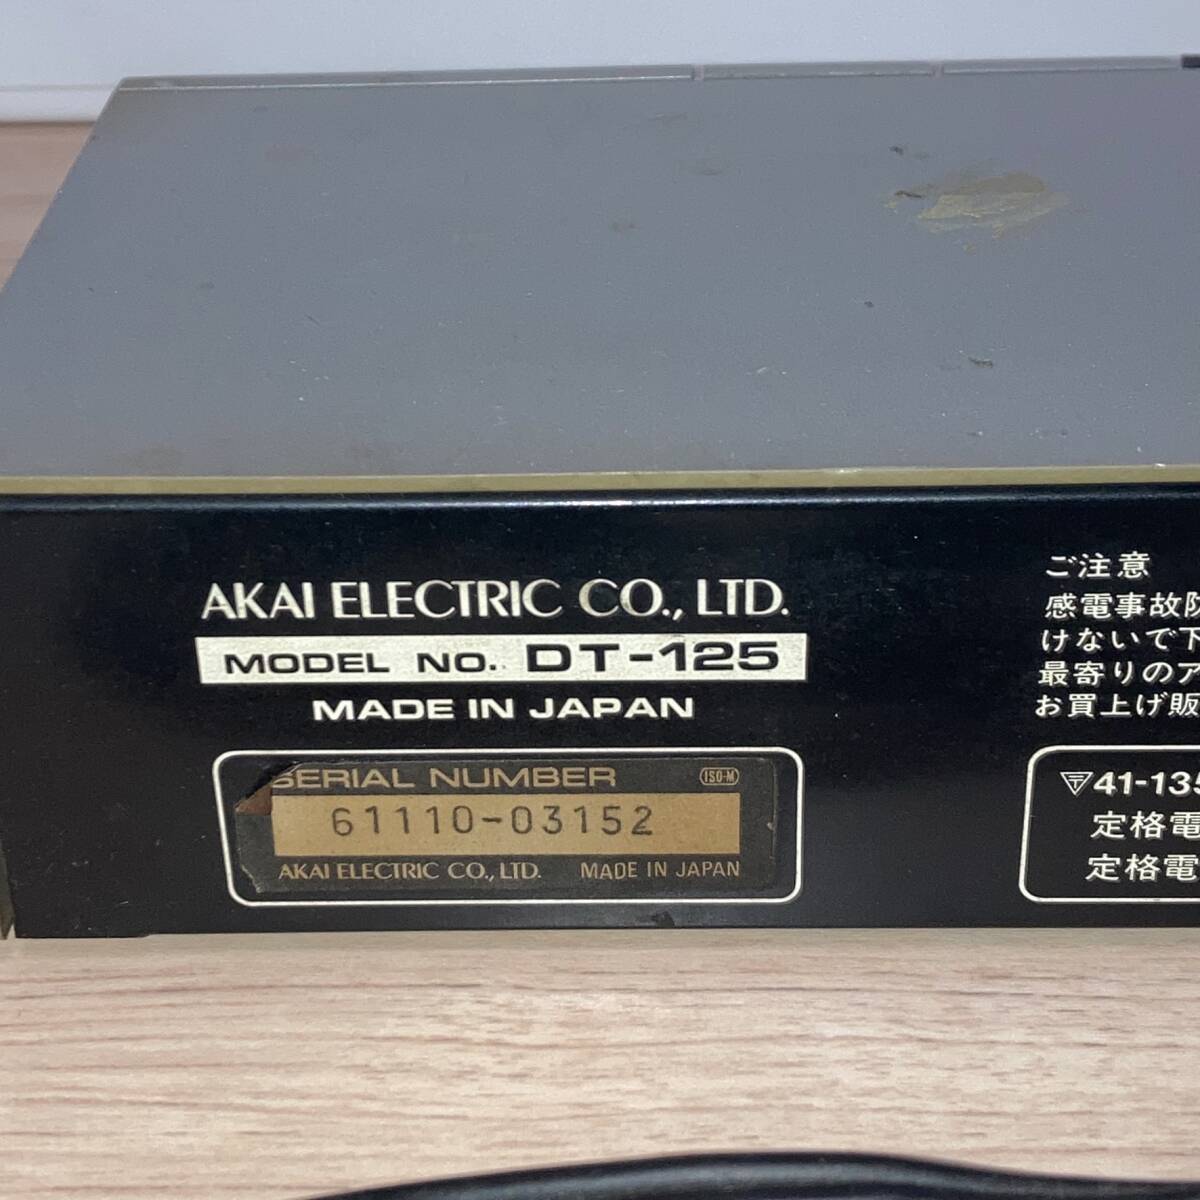 AKAI ELECTRIC CO., LTD.
MODEL NO. DT-125
MADE IN JAPAN
SERIAL NUMBER
ISO-M
61110-03152
AKAI ELECTRIC CO., LTD. MADE IN JAPAN
ご注意
感電事故防
けないで下
最寄りのア
お買上げ販
〒41-135
定格電
定格電